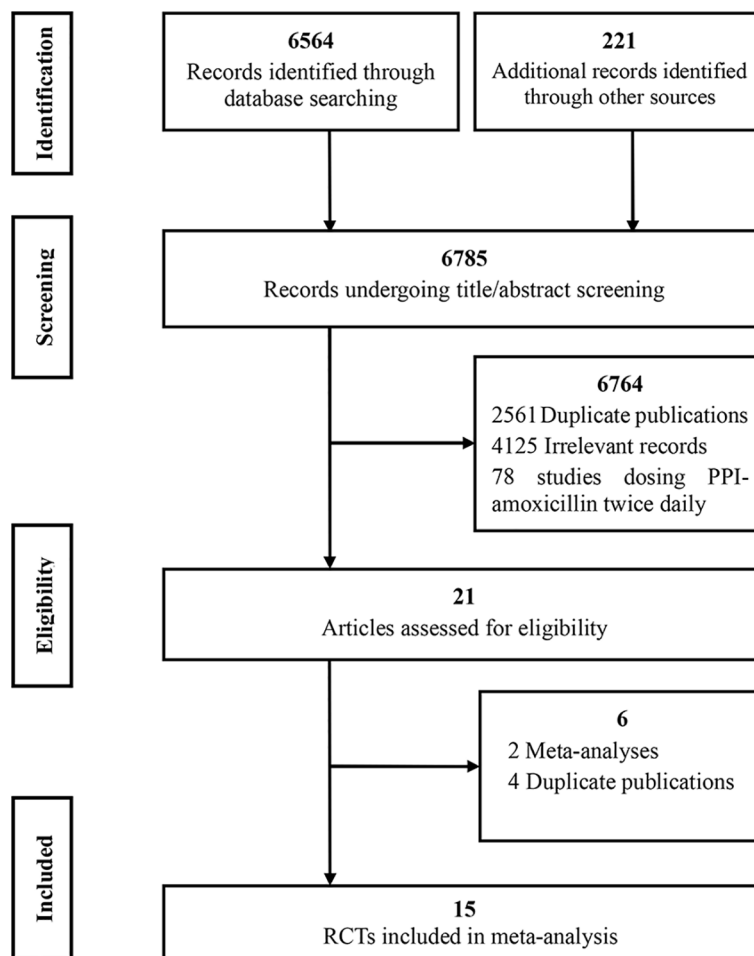 Identification
6564
Records identified through
database searching
221
Additional records identified
through other sources
Screening
6785
Records undergoing title/abstract screening
6764
2561 Duplicate publications
4125 Irrelevant records
78 studies dosing PPI-
amoxicillin twice daily
Eligibility
21
Articles assessed for eligibility
6
2 Meta-analyses
4 Duplicate publications
Included
15
RCTs included in meta-analysis